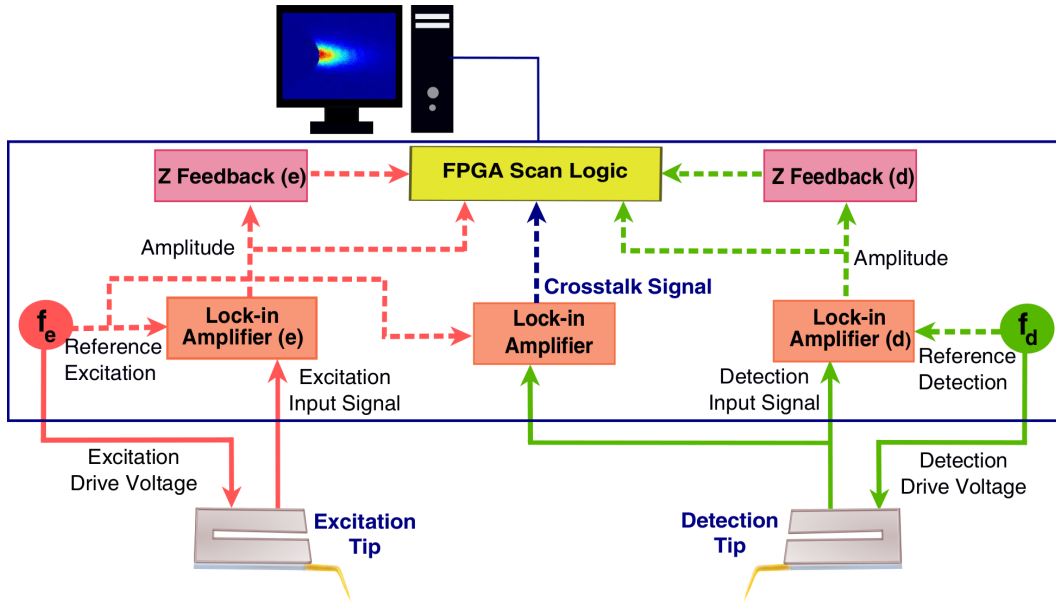 Z Feedback (e)
FPGA Scan Logic
Z Feedback (d)
Amplitude
Amplitude
Crosstalk Signal
f_e
Lock-in
Amplifier (e)
Lock-in
Amplifier
Lock-in
Amplifier (d)
f_d
Reference
Excitation
Reference
Detection
Excitation
Input Signal
Detection
Input Signal
Excitation
Drive Voltage
Detection
Drive Voltage
Excitation
Tip
Detection
Tip